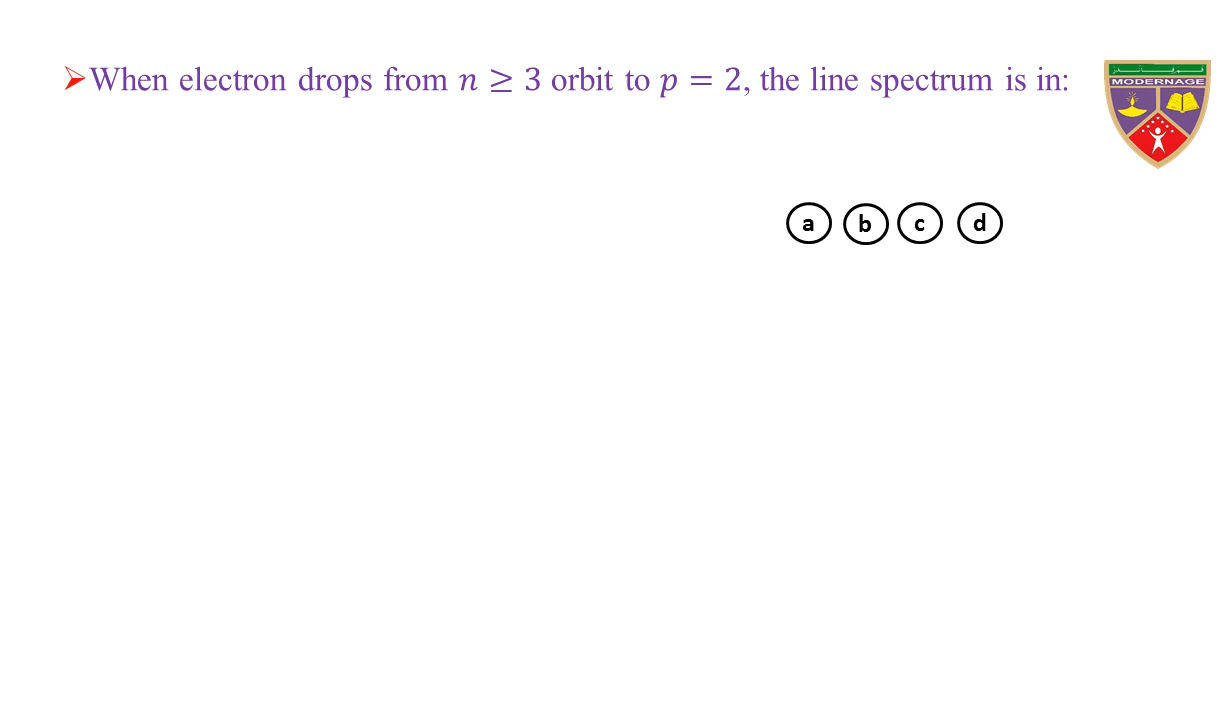 ➢When electron drops from n ≥ 3 orbit to p = 2, the line spectrum is in:
MODERNAGE
a b c d